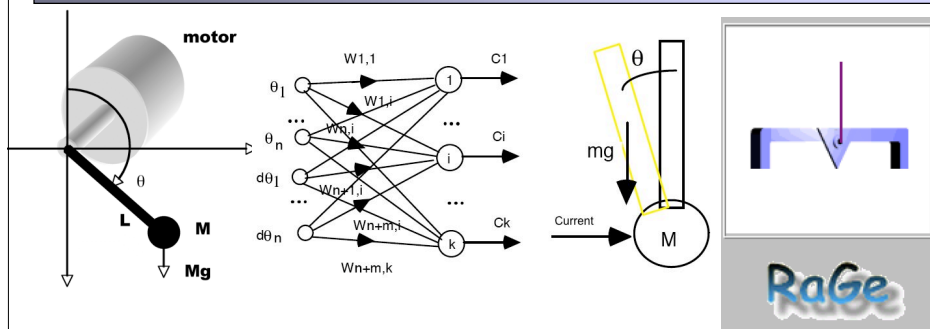 motor
θ
L
M
Mg
W1,1
W1,i
Wn,i
Wn+1,i
Wn+m,i
Wn+m,k
θ1
...
θn
dθ1
...
dθn
1
...
i
...
k
C1
Ci
Ck
θ
mg
Current
M
RaGe